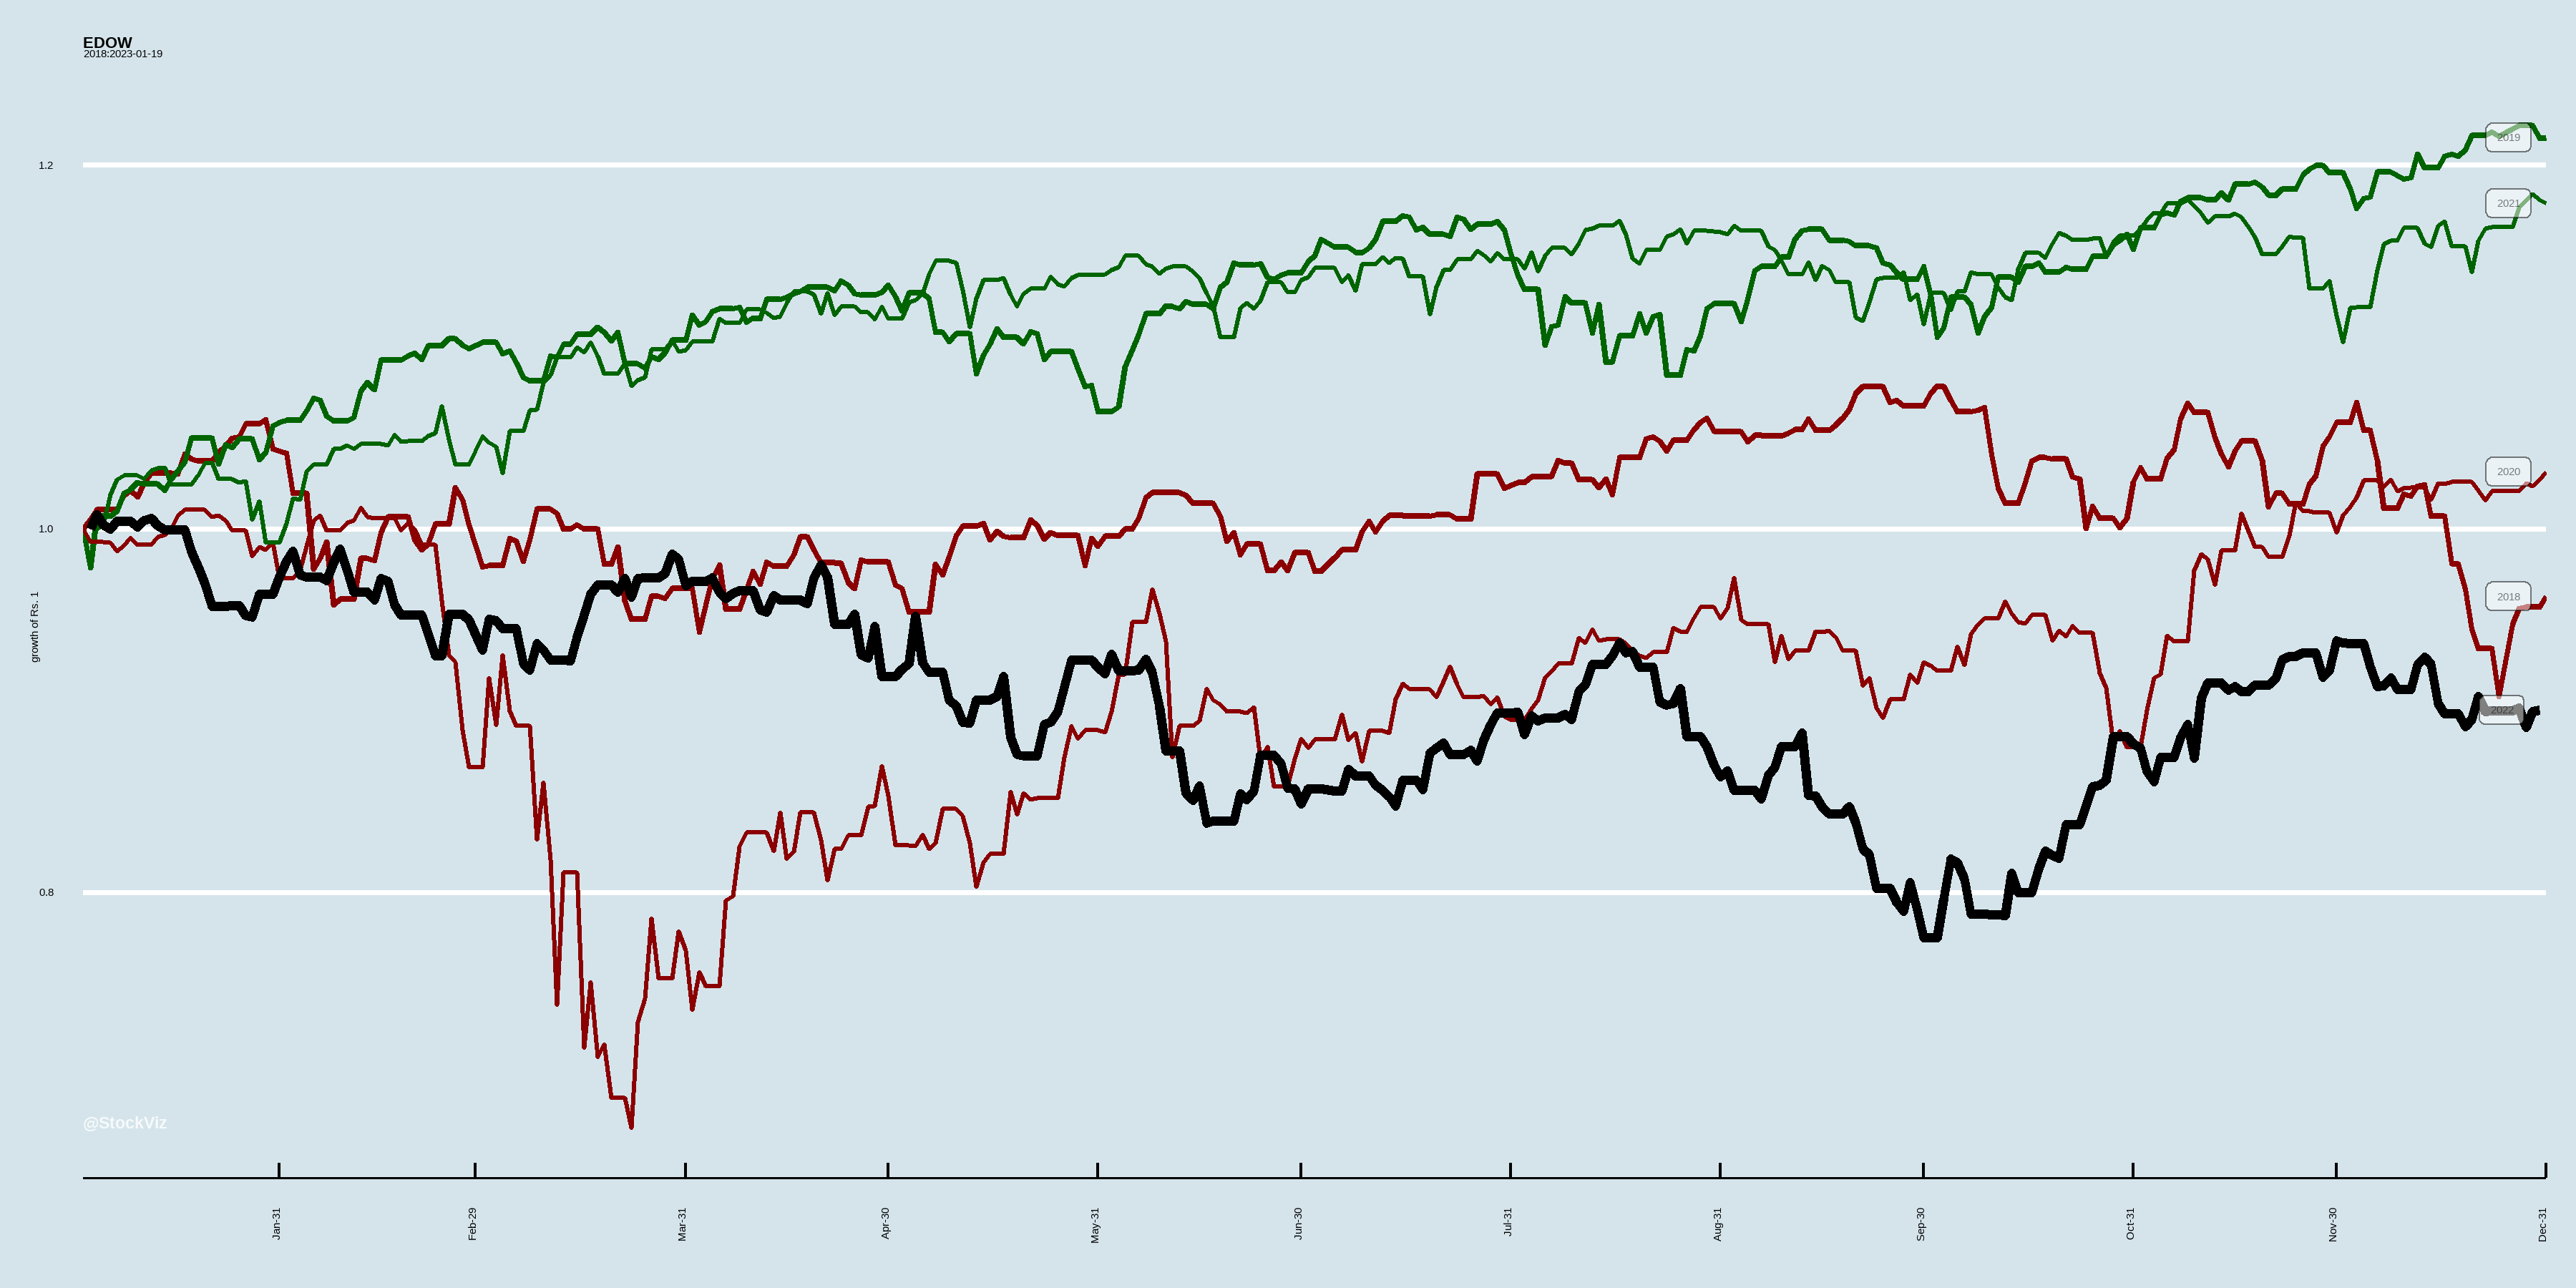 EDOW
2018:2023-01-19
1.2
1.0
0.8
growth of Rs. 1
2019
2021
2020
2018
2022
@StockViz
Jan-31
Feb-29
Mar-31
Apr-30
May-31
Jun-30
Jul-31
Aug-31
Sep-30
Oct-31
Nov-30
Dec-31